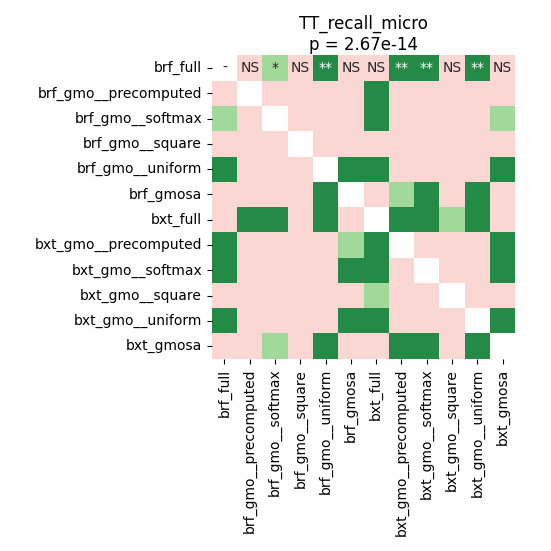 TT_recall_micro
p = 2.67e-14
brf_full - NS * NS ** NS NS ** ** NS ** NS
brf_gmo__precomputed
brf_gmo__softmax
brf_gmo__square
brf_gmo__uniform
brf_gmosa
bxt_full
bxt_gmo__precomputed
bxt_gmo__softmax
bxt_gmo__square
bxt_gmo__uniform
bxt_gmosa
brf_full
brf_gmo__precomputed
brf_gmo__softmax
brf_gmo__square
brf_gmo__uniform
brf_gmosa
bxt_full
bxt_gmo__precomputed
bxt_gmo__softmax
bxt_gmo__square
bxt_gmo__uniform
bxt_gmosa